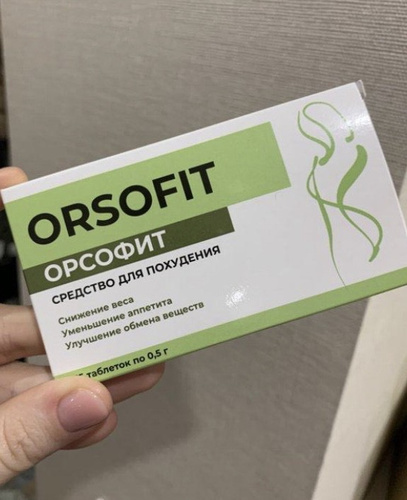 ORSOFIT
ОРСОФИТ
СРЕДСТВО ДЛЯ ПОХУДЕНИЯ
Снижение веса
Уменьшение аппетита
Улучшение обмена веществ
таблеток по 0,5 г